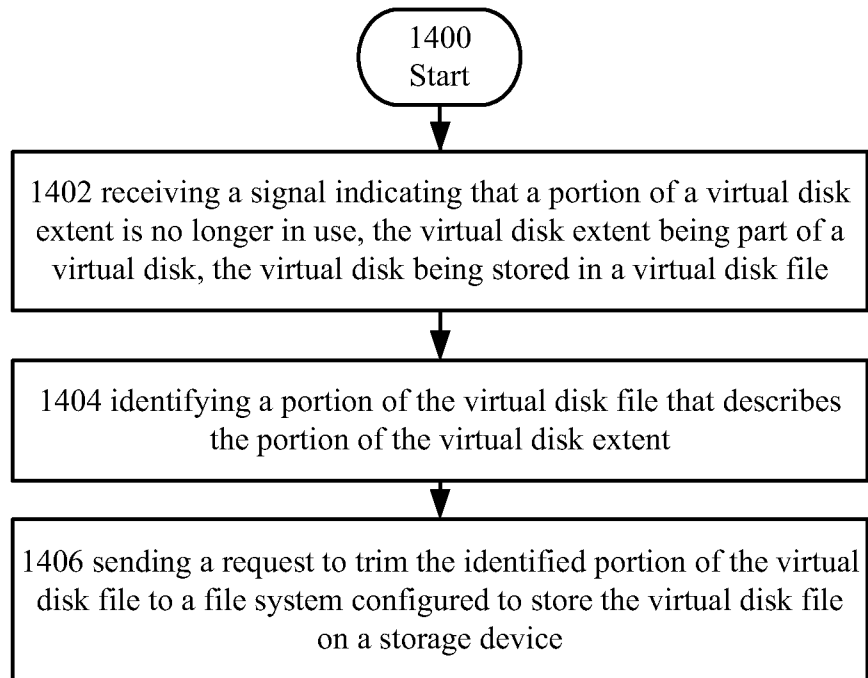 1400
Start
1402 receiving a signal indicating that a portion of a virtual disk
extent is no longer in use, the virtual disk extent being part of a
virtual disk, the virtual disk being stored in a virtual disk file
1404 identifying a portion of the virtual disk file that describes
the portion of the virtual disk extent
1406 sending a request to trim the identified portion of the virtual
disk file to a file system configured to store the virtual disk file
on a storage device